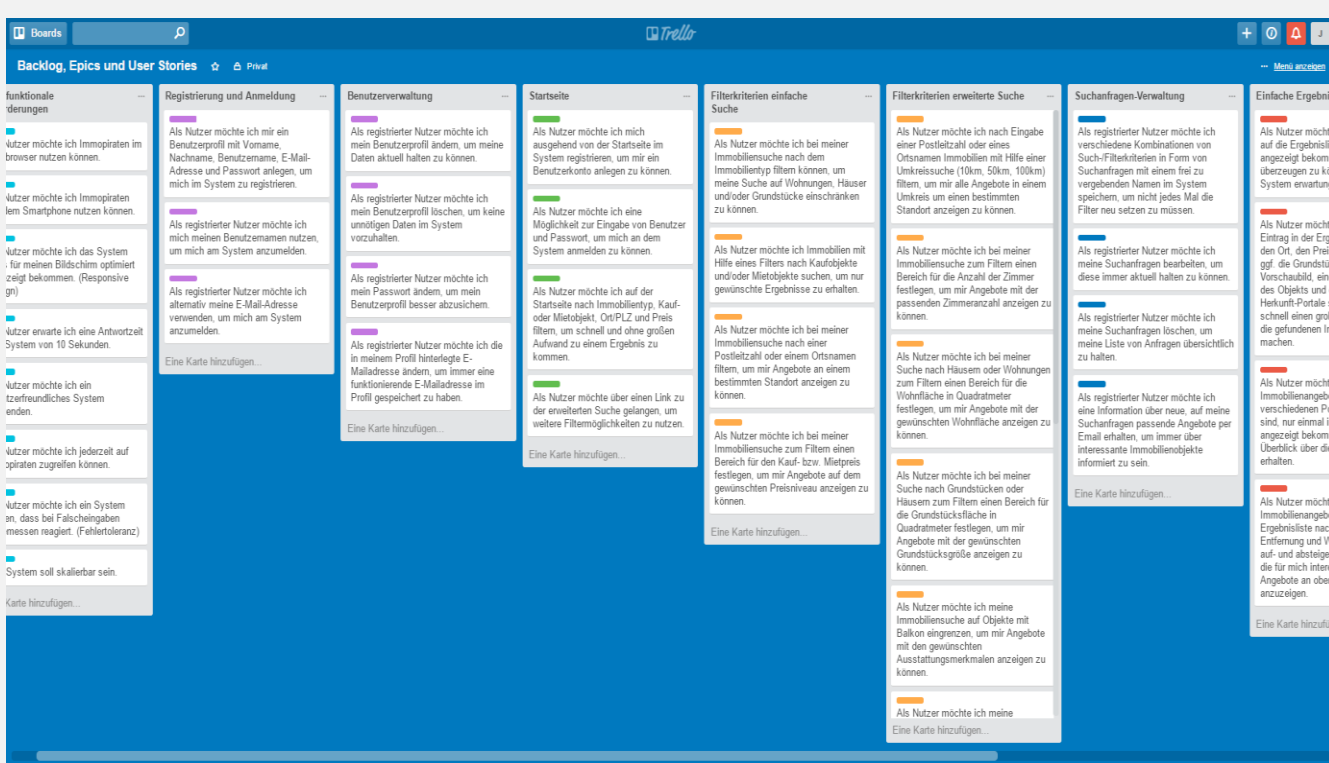 Boards
Trello
J
Backlog, Epics und User Stories
Privat
Menü anzeigen
funktionale
Nutzer möchte ich Immopiraten im
browser nutzen können.
Nutzer möchte ich Immopiraten
dem Smartphone nutzen können.
Nutzer möchte ich das System
für meinen Bildschirm optimiert
zeigt bekommen. (Responsive
gn)
Nutzer erwarte ich eine Antwortzeit
System von 10 Sekunden.
Nutzer möchte ich ein
tzerfreundliches System
enden.
Nutzer möchte ich jederzeit auf
opiraten zugreifen können.
Nutzer möchte ich ein System
en, dass bei Falscheingaben
messen reagiert. (Fehlertoleranz)
System soll skalierbar sein.
Karte hinzufügen...
Registrierung und Anmeldung
Als Nutzer möchte ich mir ein
Benutzerprofil mit Vorname,
Nachname, Benutzername, E-Mail-
Adresse und Passwort anlegen, um
mich im System zu registrieren.
Als registrierter Nutzer möchte ich
mich meinen Benutzernamen nutzen,
um mich am System anzumelden.
Als registrierter Nutzer möchte ich
alternativ meine E-Mail-Adresse
verwenden, um mich am System
anzumelden.
Eine Karte hinzufügen...
Benutzerverwaltung
Als registrierter Nutzer möchte ich
mein Benutzerprofil ändern, um meine
Daten aktuell halten zu können.
Als registrierter Nutzer möchte ich
mein Benutzerprofil löschen, um keine
unnötigen Daten im System
vorzuhalten.
Als registrierter Nutzer möchte ich
mein Passwort ändern, um mein
Benutzerprofil besser abzusichern.
Als registrierter Nutzer möchte ich die
in meinem Profil hinterlegte E-
Mailadresse ändern, um immer eine
funktionierende E-Mailadresse im
Profil gespeichert zu haben.
Eine Karte hinzufügen...
Startseite
Als Nutzer möchte ich mich
ausgehend von der Startseite im
System registrieren, um mir ein
Benutzerkonto anlegen zu können.
Als Nutzer möchte ich eine
Möglichkeit zur Eingabe von Benutzer
und Passwort, um mich an dem
System anmelden zu können.
Als Nutzer möchte ich auf der
Startseite nach Immobilientyp, Kauf-
oder Mietobjekt, Ort/PLZ und Preis
filtern, um schnell und ohne großen
Aufwand zu einem Ergebnis zu
kommen.
Als Nutzer möchte über einen Link zu
der erweiterten Suche gelangen, um
weitere Filtermöglichkeiten zu nutzen.
Eine Karte hinzufügen...
Filterkriterien einfache
Suche
Als Nutzer möchte ich bei meiner
Immobiliensuche nach dem
Immobilientyp filtern können, um
meine Suche auf Wohnungen, Häuser
und/oder Grundstücke einschränken
zu können.
Als Nutzer möchte ich Immobilien mit
Hilfe eines Filters nach Kaufobjekte
und/oder Mietobjekte suchen, um nur
gewünschte Ergebnisse zu erhalten.
Als Nutzer möchte ich bei meiner
Immobiliensuche nach einer
Postleitzahl oder einem Ortsnamen
filtern, um mir Angebote an einem
bestimmten Standort anzeigen zu
können.
Als Nutzer möchte ich bei meiner
Immobiliensuche zum Filtern einen
Bereich für den Kauf- bzw. Mietpreis
festlegen, um mir Angebote auf dem
gewünschten Preisniveau anzeigen zu
können.
Eine Karte hinzufügen...
Filterkriterien erweiterte Suche
Als Nutzer möchte ich nach Eingabe
einer Postleitzahl oder eines
Ortsnamen Immobilien mit Hilfe einer
Umkreissuche (10km, 50km, 100km)
filtern, um mir alle Angebote in einem
Umkreis um einen bestimmten
Standort anzeigen zu können.
Als Nutzer möchte ich bei meiner
Immobiliensuche zum Filtern einen
Bereich für die Anzahl der Zimmer
festlegen, um mir Angebote mit der
passenden Zimmeranzahl anzeigen zu
können.
Als Nutzer möchte ich bei meiner
Suche nach Häusern oder Wohnungen
zum Filtern einen Bereich für die
Wohnfläche in Quadratmeter
festlegen, um mir Angebote mit der
gewünschten Wohnfläche anzeigen zu
können.
Als Nutzer möchte ich bei meiner
Suche nach Grundstücken oder
Häusern zum Filtern einen Bereich für
die Grundstücksfläche in
Quadratmeter festlegen, um mir
Angebote mit der gewünschten
Grundstücksgröße anzeigen zu
können.
Als Nutzer möchte ich meine
Immobiliensuche auf Objekte mit
Balkon eingrenzen, um mir Angebote
mit den gewünschten
Ausstattungsmerkmalen anzeigen zu
können.
Als Nutzer möchte ich meine
Eine Karte hinzufügen...
Suchanfragen-Verwaltung
Als registrierter Nutzer möchte ich
verschiedene Kombinationen von
Such-/Filterkriterien in Form von
Suchanfragen mit einem frei zu
vergebenden Namen im System
speichern, um nicht jedes Mal die
Filter neu setzen zu müssen.
Als registrierter Nutzer möchte ich
meine Suchanfragen bearbeiten, um
diese immer aktuell halten zu können.
Als registrierter Nutzer möchte ich
meine Suchanfragen löschen, um
meine Liste von Anfragen übersichtlich
zu halten.
Als registrierter Nutzer möchte ich
eine Information über neue, auf meine
Suchanfragen passende Angebote per
Email erhalten, um immer über
interessante Immobilienobjekte
informiert zu sein.
Eine Karte hinzufügen...
Einfache Ergebni
Als Nutzer möcht
auf die Ergebnisli
angezeigt bekom
überzeugen zu kö
System erwartun
Als Nutzer möcht
Eintrag in der Erg
den Ort, den Prei
ggf. die Grundstü
Vorschaubild, ein
des Objekts und
Herkunft-Portale
schnell einen gro
die gefundenen I
machen.
Als Nutzer möcht
Immobilienangeb
verschiedenen Po
sind, nur einmal i
angezeigt bekom
Überblick über di
erhalten.
Als Nutzer möcht
Immobilienangeb
Ergebnisliste nac
Entfernung und W
auf- und absteige
die für mich inter
Angebote an obe
anzuzeigen.
Eine Karte hinzufü